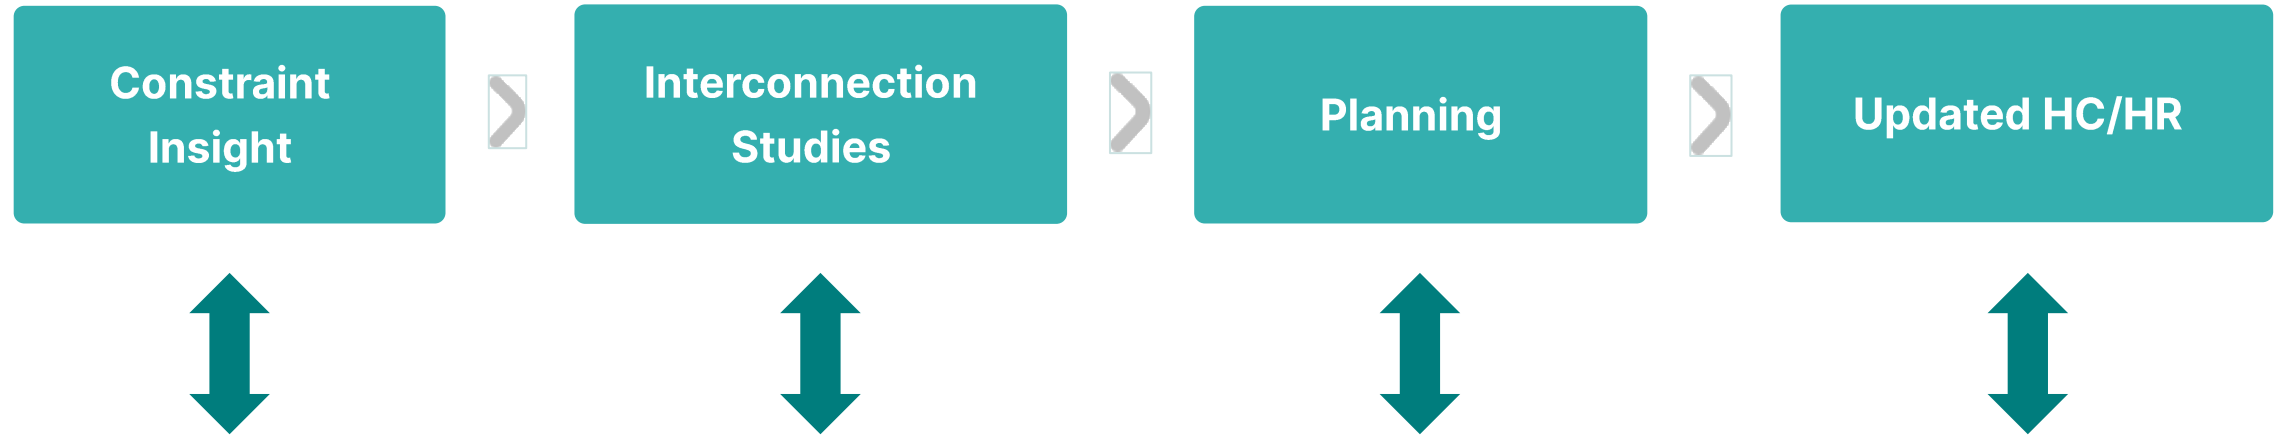 Constraint
Insight
Interconnection
Studies
Planning
Updated HC/HR